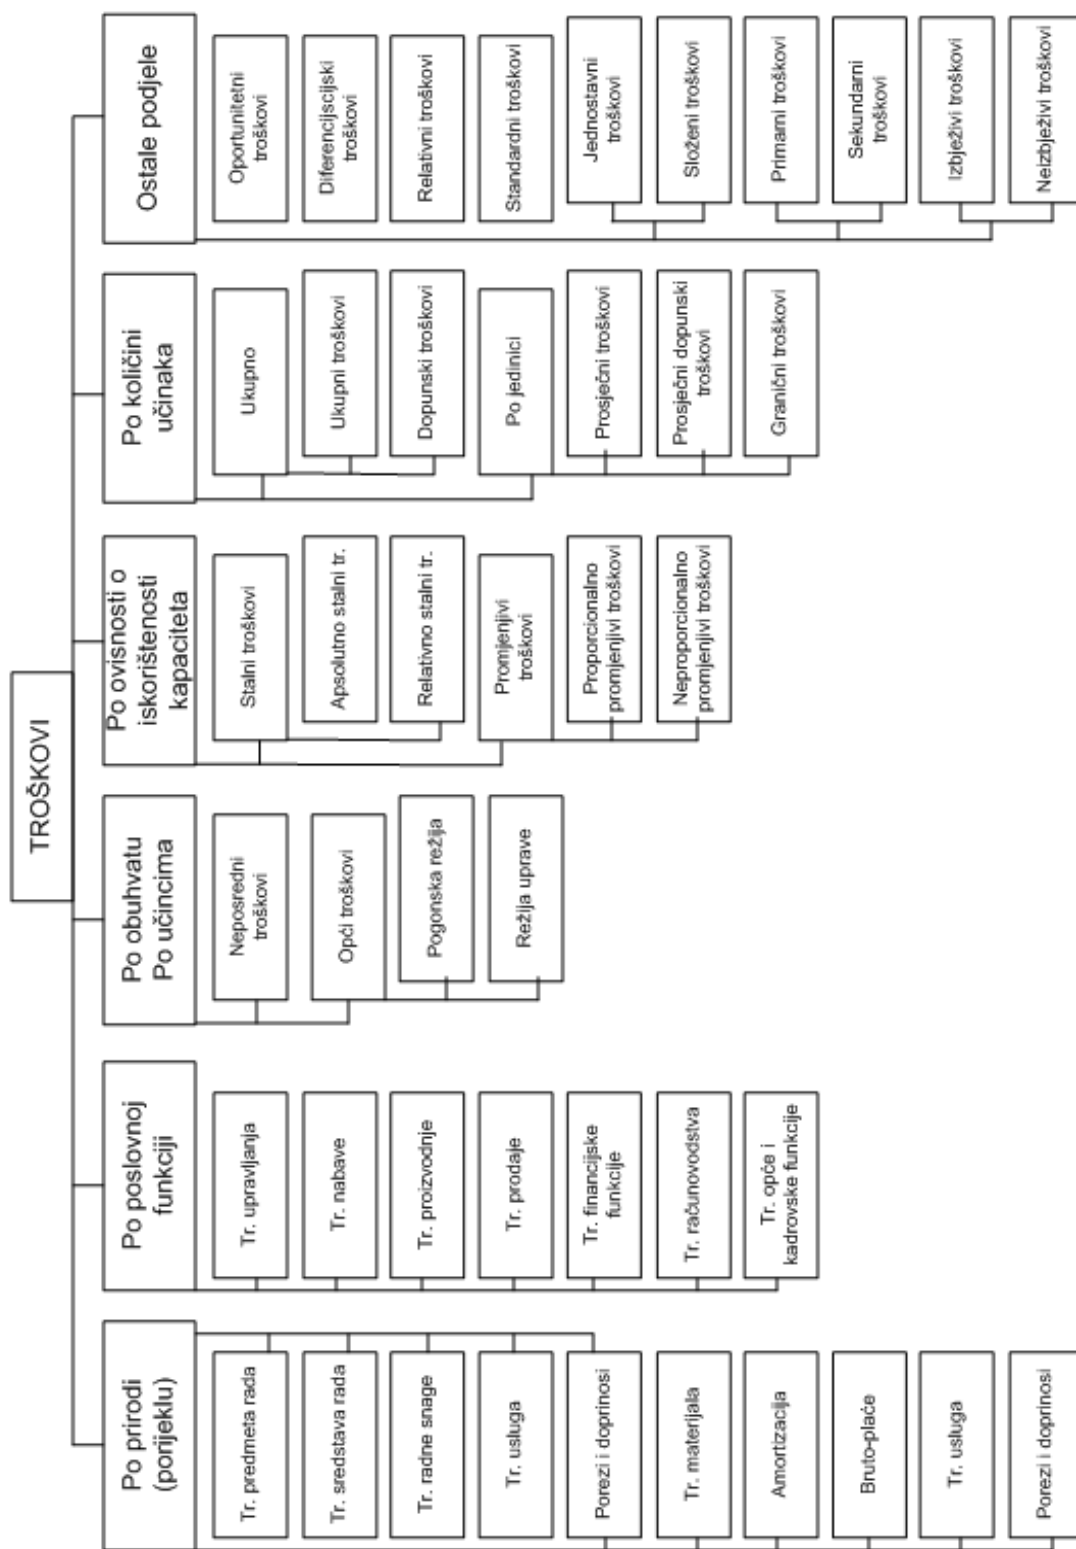 TROŠKOVI
Po prirodi
(porijeklu)
Tr. predmeta rada
Tr. sredstava rada
Tr. radne snage
Tr. usluga
Porezi i doprinosi
Tr. materijala
Amortizacija
Bruto-plaće
Tr. usluga
Porezi i doprinosi
Po poslovnoj
funkciji
Tr. upravljanja
Tr. nabave
Tr. proizvodnje
Tr. prodaje
Tr. financijske
funkcije
Tr. računovodstva
Tr. opće i
kadrovske funkcije
Po obuhvatu
Po učincima
Neposredni
troškovi
Opći troškovi
Pogonska režija
Režija uprave
Po ovisnosti o
iskorištenosti
kapaciteta
Stalni troškovi
Apsolutno stalni tr.
Relativno stalni tr.
Promjenjivi
troškovi
Proporcionalno
promjenjivi troškovi
Neproporcionalno
promjenjivi troškovi
Po količini
učinaka
Ukupno
Ukupni troškovi
Dopunski troškovi
Po jedinici
Prosječni troškovi
Prosječni dopunski
troškovi
Granični troškovi
Ostale podjele
Oportunitetni
troškovi
Diferencijscijski
troškovi
Relativni troškovi
Standardni troškovi
Jednostavni
troškovi
Složeni troškovi
Primarni troškovi
Sekundarni
troškovi
Izbježivi troškovi
Neizbježivi troškovi